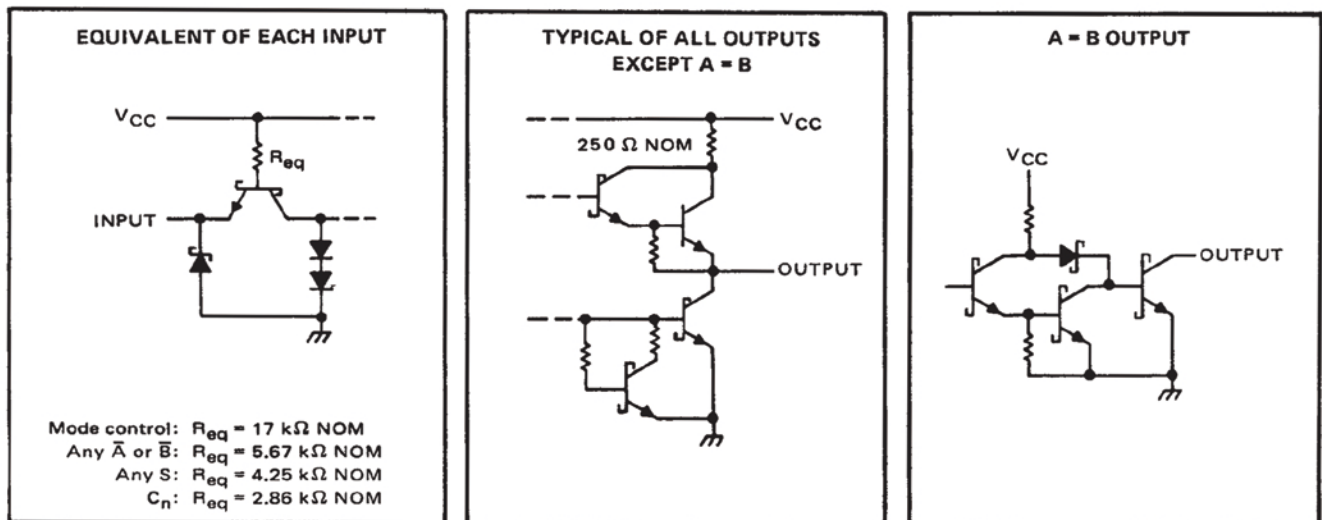 EQUIVALENT OF EACH INPUT
VCC
Req
INPUT
Mode control: Req = 17 kΩ NOM
Any A̅ or B̅: Req = 5.67 kΩ NOM
Any S: Req = 4.25 kΩ NOM
Cn: Req = 2.86 kΩ NOM
TYPICAL OF ALL OUTPUTS
EXCEPT A = B
VCC
250 Ω NOM
OUTPUT
A = B OUTPUT
VCC
OUTPUT